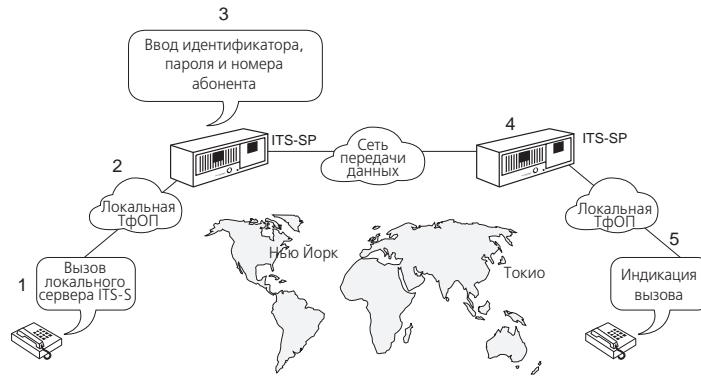 3
Ввод идентификатора,
пароля и номера
абонента
ITS-SP
Сеть
передачи
данных
4
ITS-SP
2
Локальная
ТфОП
Локальная
ТфОП
1
Вызов
локального
сервера ITS-S
Нью Йорк
Токио
5
Индикация
вызова